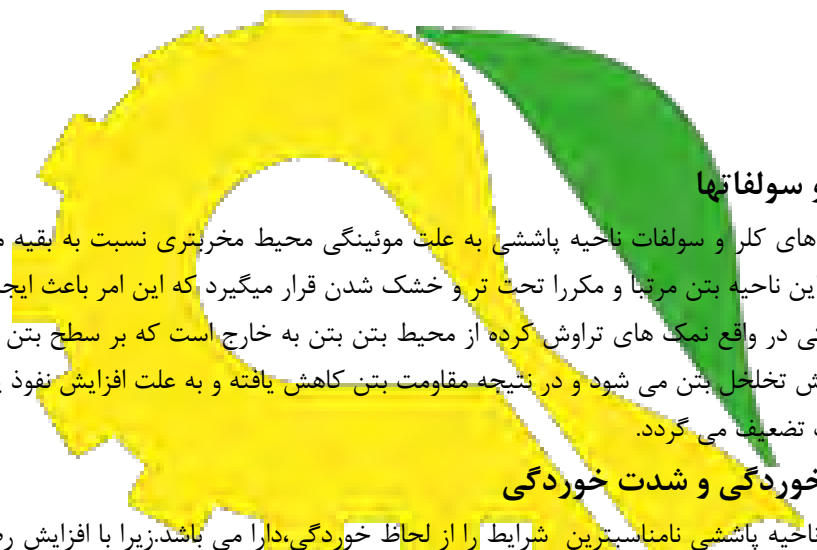 و سولفاتها
های کلر و سولفات ناحیه پاششی به علت موئینگی محیط مخربتری نسبت به بقیه
این ناحیه بتن مرتبا و مکررا تحت تر و خشک شدن قرار میگیرد که این امر باعث
در واقع نمک های تراوش کرده از محیط بتن بتن به خارج است که بر سطح بتن
تخلخل بتن می شود و در نتیجه مقاومت بتن کاهش یافته و به علت افزایش نفوذ
تضعیف می گردد.
خوردگی و شدت خوردگی
ناحیه پاششی نامناسبترین شرایط را از لحاظ خوردگی،دارا می باشد.زیرا با افزایش